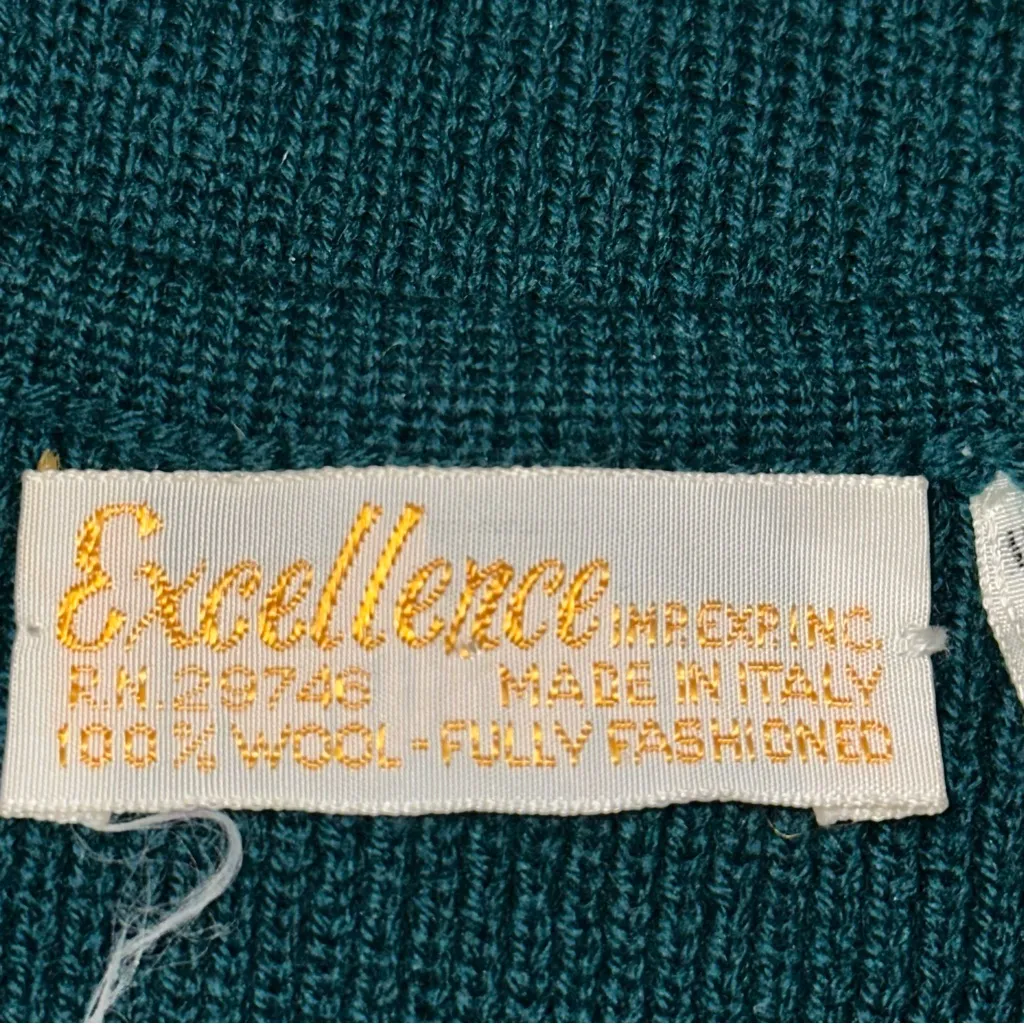 Excellence IMP.EXP.INC.
R.N. 29746 MADE IN ITALY
100% WOOL - FULLY FASHIONED